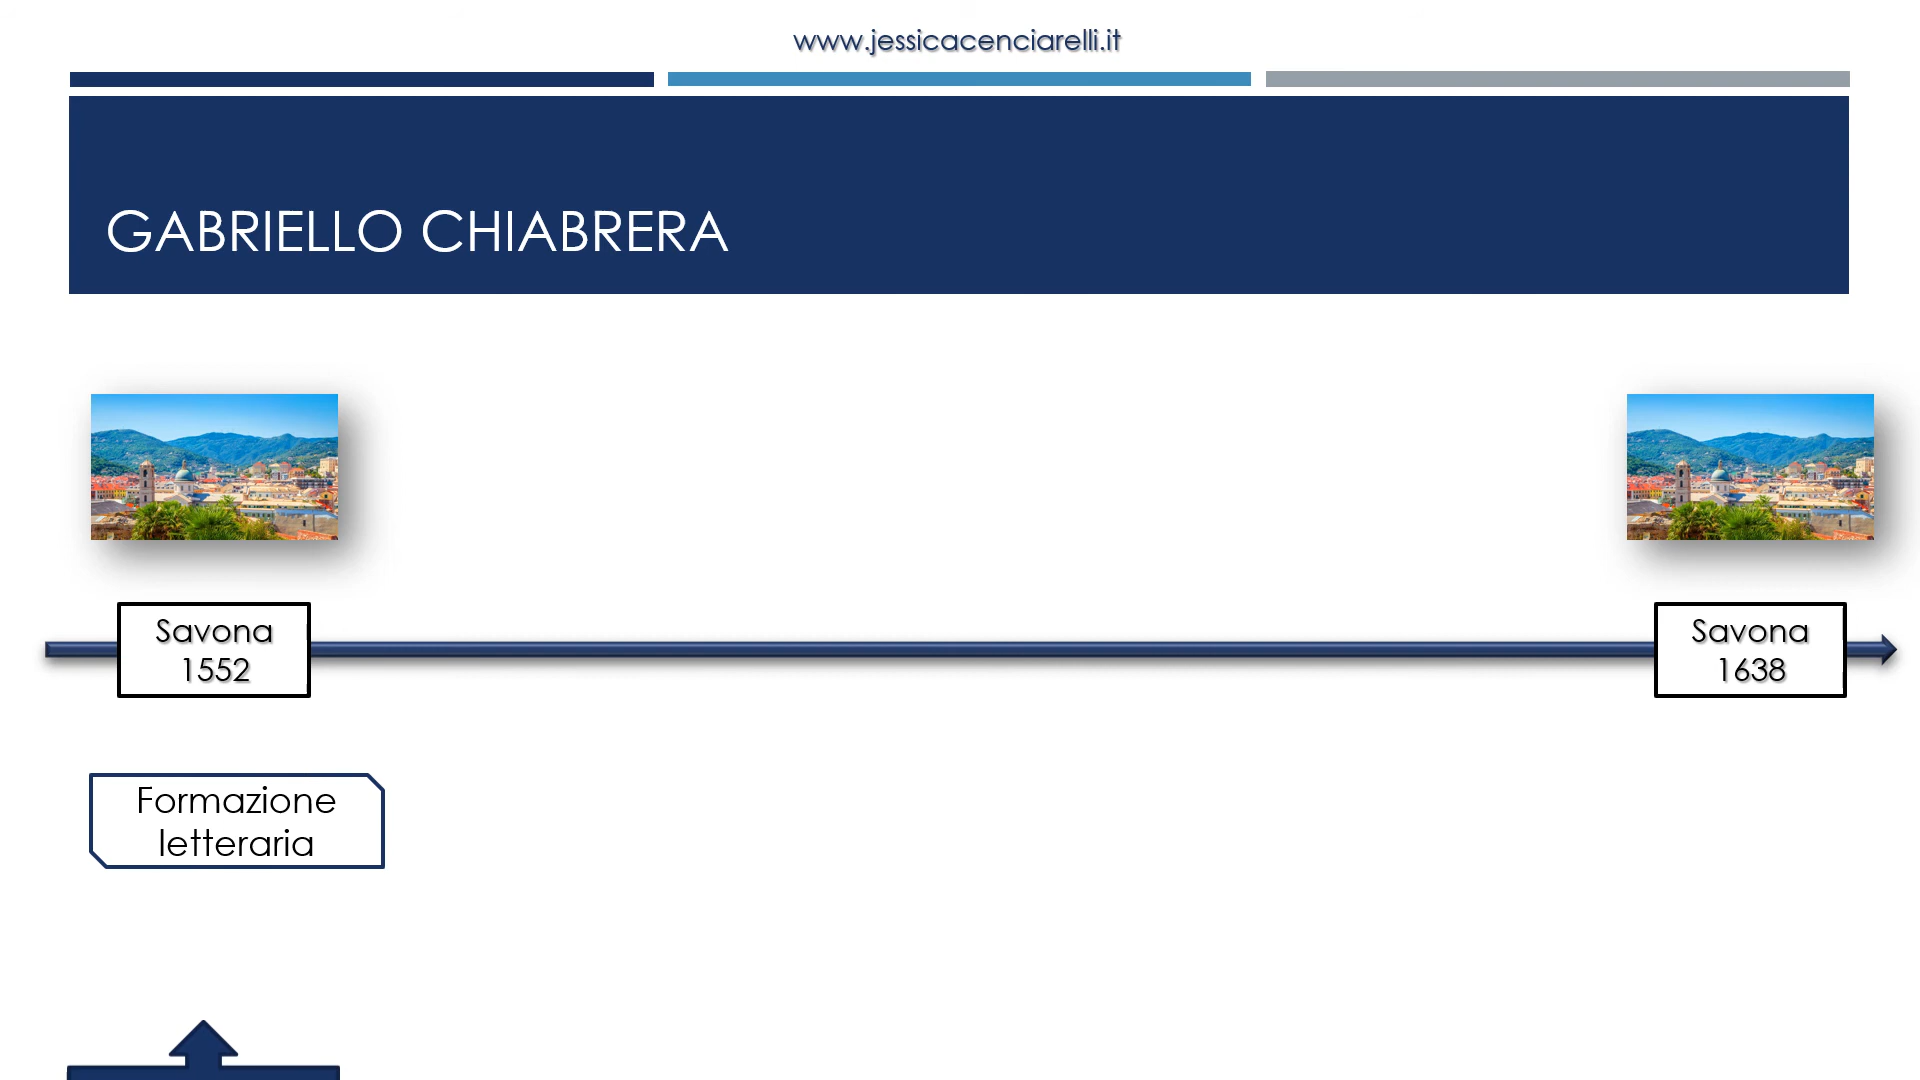 www.jessicacenciarelli.it
GABRIELLO CHIABRERA
Savona
1552
Savona
1638
Formazione
letteraria